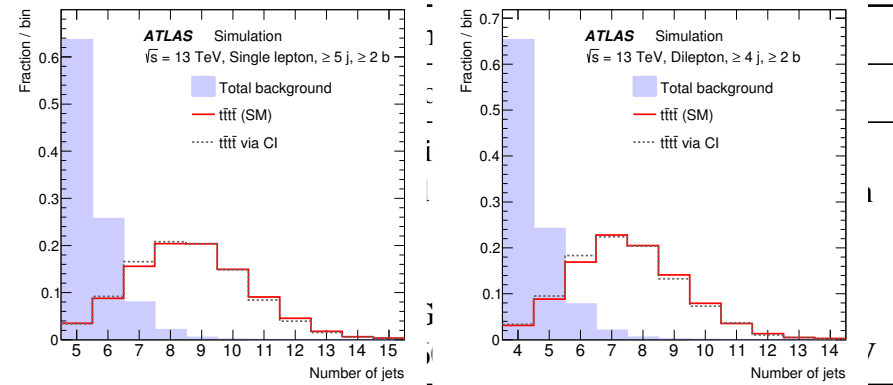 Fraction / bin
ATLAS Simulation
√s = 13 TeV, Single lepton, ≥ 5 j, ≥ 2 b
Total background
tt̄tt̄ (SM)
tt̄tt̄ via CI
0.6
0.5
0.4
0.3
0.2
0.1
0
5 6 7 8 9 10 11 12 13 14 15
Number of jets
Fraction / bin
ATLAS Simulation
√s = 13 TeV, Dilepton, ≥ 4 j, ≥ 2 b
Total background
tt̄tt̄ (SM)
tt̄tt̄ via CI
0.7
0.6
0.5
0.4
0.3
0.2
0.1
0
4 5 6 7 8 9 10 11 12 13 14
Number of jets